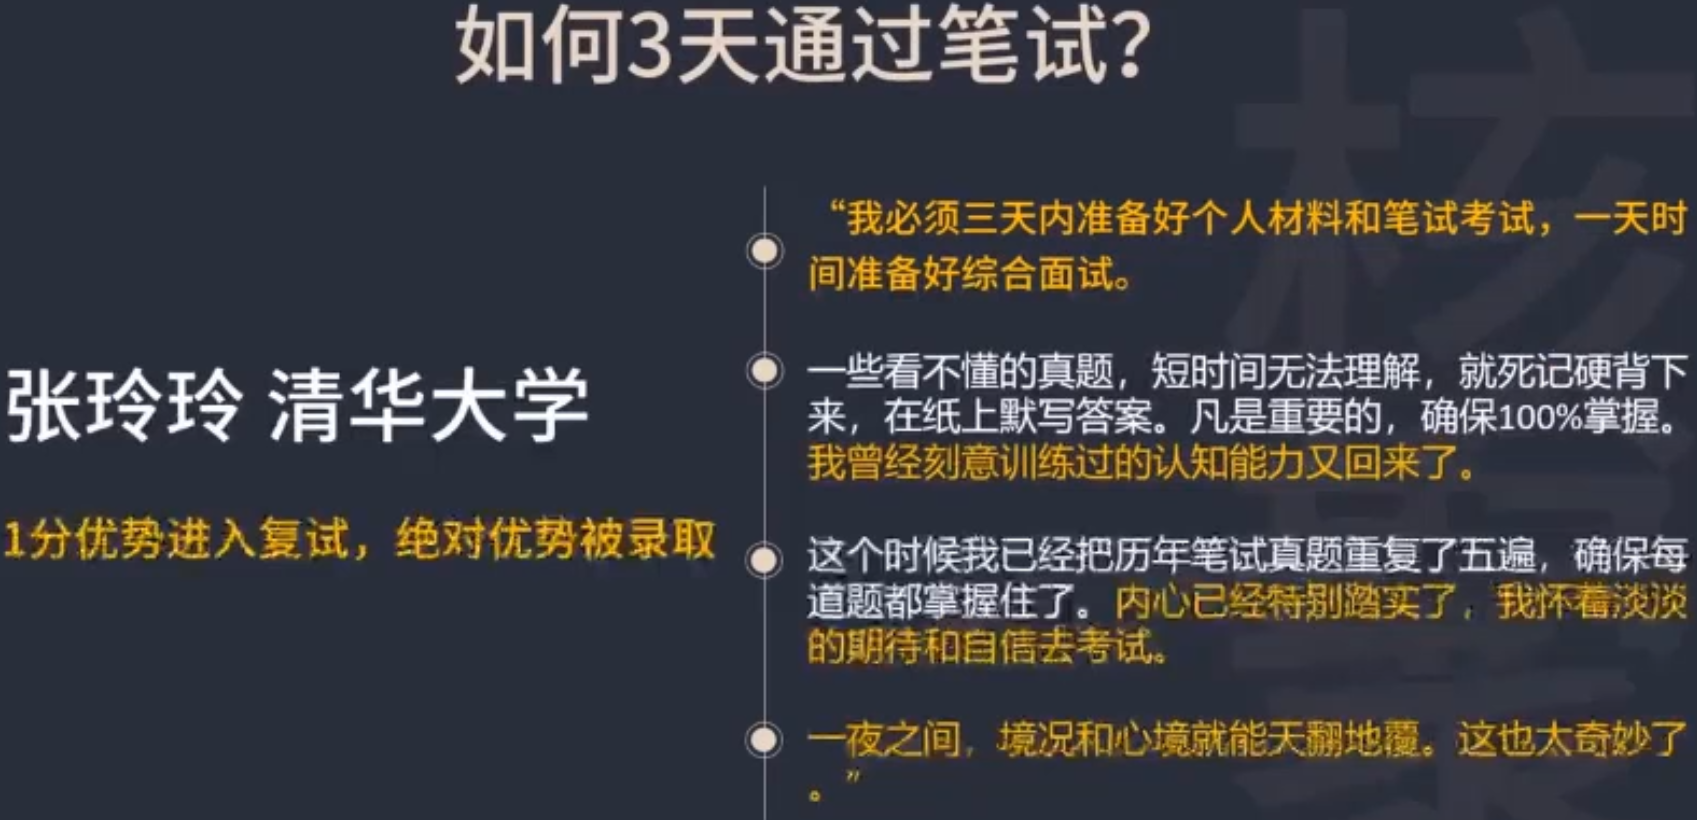 如何3天通过笔试？
张玲玲 清华大学
1分优势进入复试，绝对优势被录取
“我必须三天内准备好个人材料和笔试考试，一天时
间准备好综合面试。
一些看不懂的真题，短时间无法理解，就死记硬背下
来，在纸上默写答案。凡是重要的，确保100%掌握。
我曾经刻意训练过的认知能力又回来了。
这个时候我已经把历年笔试真题重复了五遍，确保每
道题都掌握住了。内心已经特别踏实了，我怀着淡淡
的期待和自信去考试。
一夜之间，境况和心境就能天翻地覆。这也太奇妙了
。”